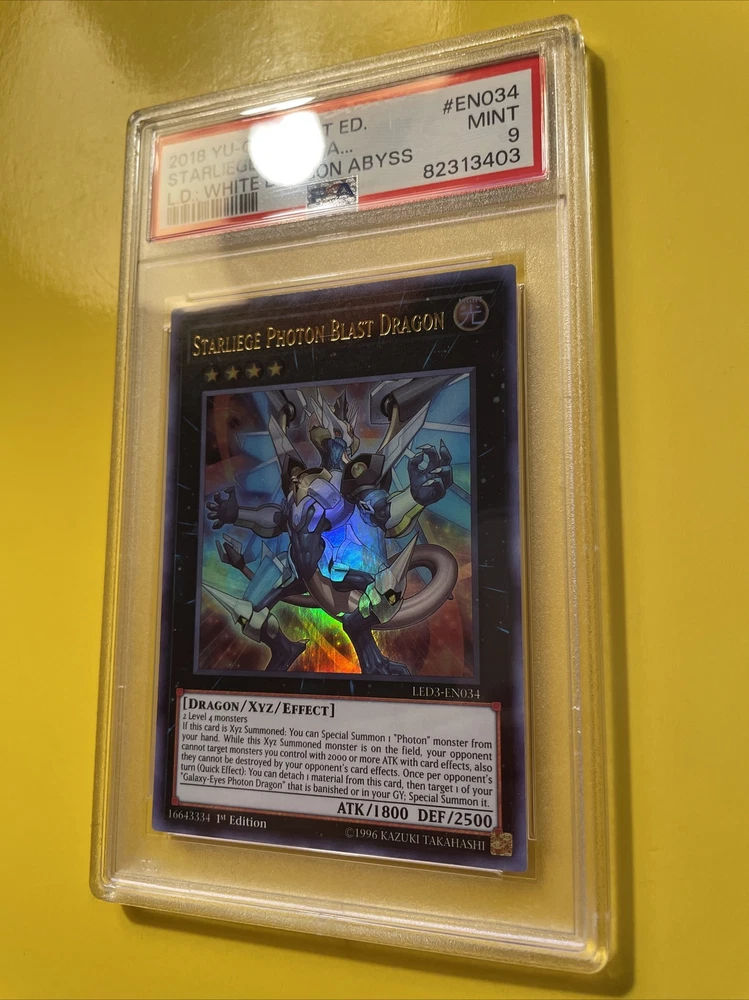 2018 YU-G T ED. #EN034
STARLIEGE A... MINT
L.D.: WHITE ON ABYSS 9
82313403
PSA
STARLIEGE PHOTON BLAST DRAGON
光
LED3-EN034
[DRAGON/XYZ/EFFECT]
2 Level 4 monsters
If this card is Xyz Summoned: You can Special Summon 1 "Photon" monster from
your hand. While this Xyz Summoned monster is on the field, your opponent
cannot target monsters you control with 2000 or more ATK with card effects, also
they cannot be destroyed by your opponent's card effects. Once per opponent's
turn (Quick Effect): You can detach 1 material from this card, then target 1 of your
"Galaxy-Eyes Photon Dragon" that is banished or in your GY; Special Summon it.
ATK/1800 DEF/2500
16643334 1st Edition
©1996 KAZUKI TAKAHASHI